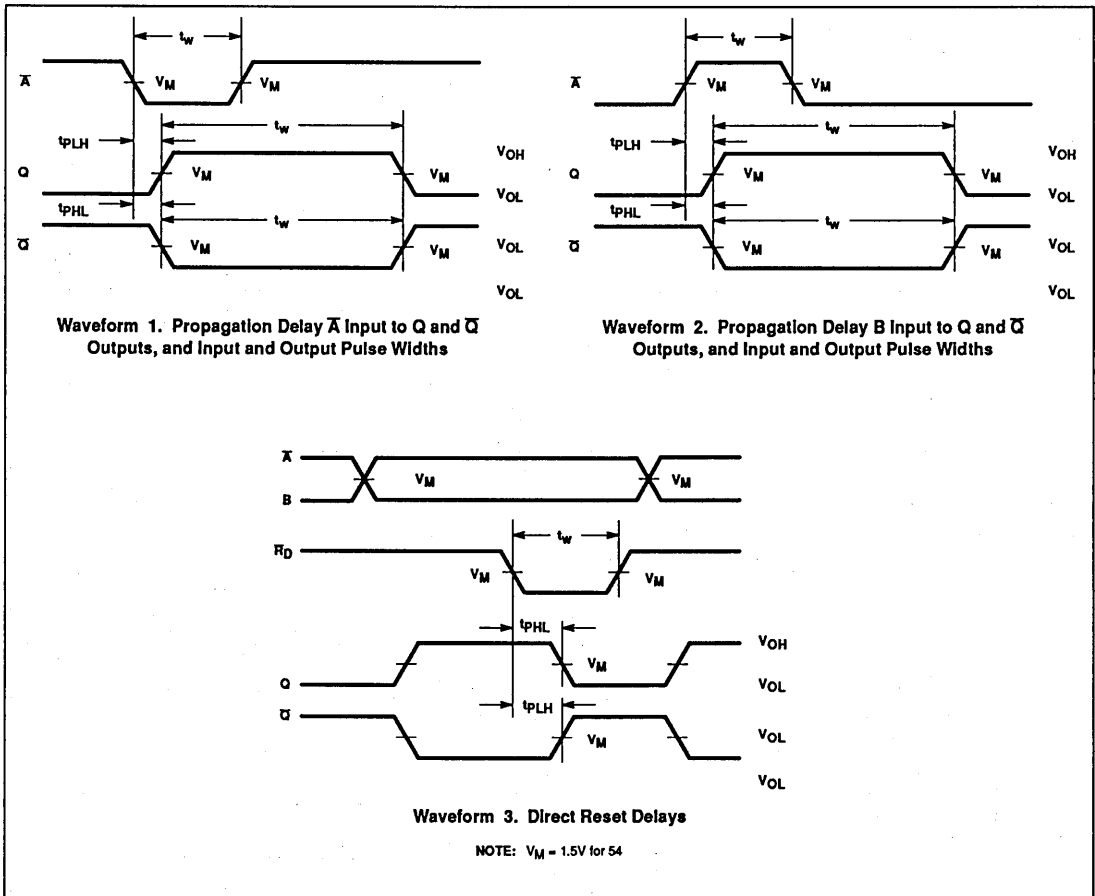 tw
A̅ VM VM
tPLH tw
Q VM VM VOH
VOL
tPHL tw
Q̅ VM VM VOL
VOL
Waveform 1. Propagation Delay A̅ Input to Q and Q̅
Outputs, and Input and Output Pulse Widths
tw
A̅ VM VM
tPLH tw
Q VM VM VOH
VOL
tPHL tw
Q̅ VM VM VOL
VOL
Waveform 2. Propagation Delay B Input to Q and Q̅
Outputs, and Input and Output Pulse Widths
A̅
VM VM
B
tw
R̅D
VM VM
tPHL
VOH
VM
Q VOL
tPLH
Q̅
VM VOL
VOL
Waveform 3. Direct Reset Delays
NOTE: VM = 1.5V for 54